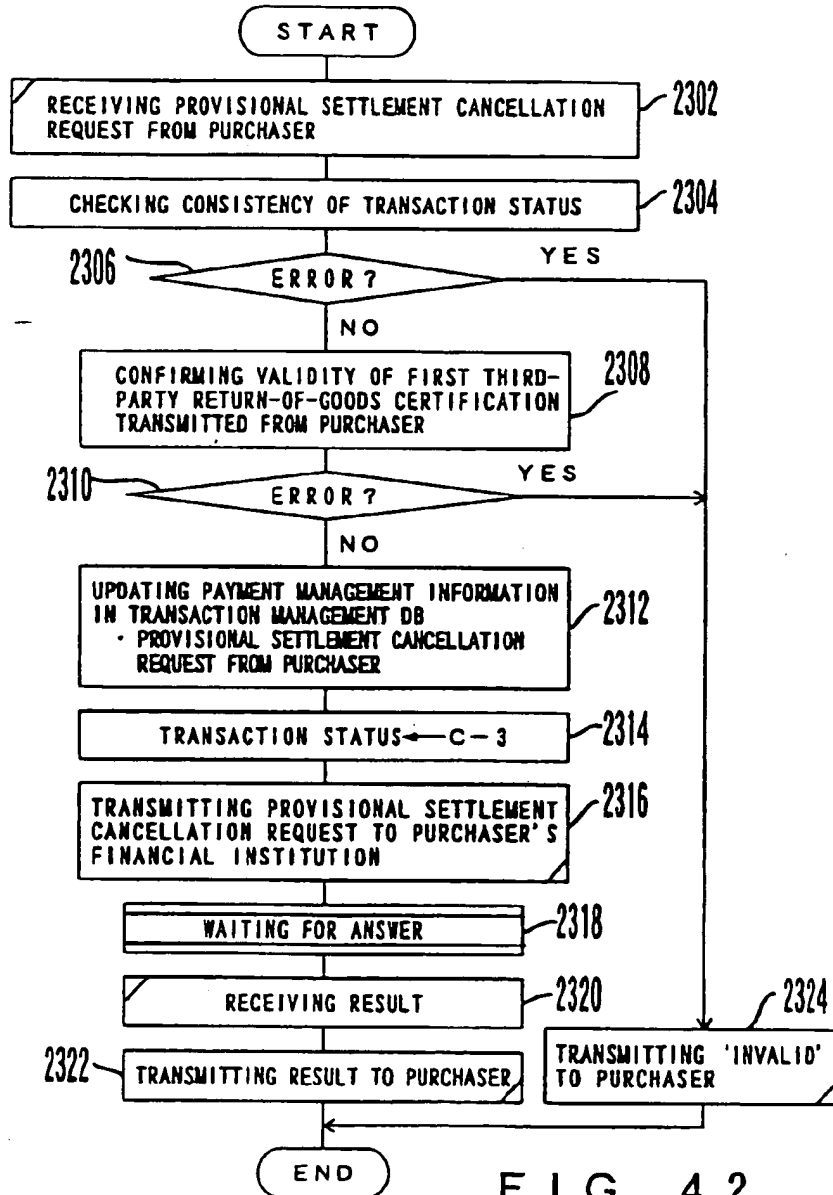 START
RECEIVING PROVISIONAL SETTLEMENT CANCELLATION
REQUEST FROM PURCHASER
2302
CHECKING CONSISTENCY OF TRANSACTION STATUS
2304
2306
ERROR?
YES
NO
CONFIRMING VALIDITY OF FIRST THIRD-
PARTY RETURN-OF-GOODS CERTIFICATION
TRANSMITTED FROM PURCHASER
2308
2310
ERROR?
YES
NO
UPDATING PAYMENT MANAGEMENT INFORMATION
IN TRANSACTION MANAGEMENT DB
· PROVISIONAL SETTLEMENT CANCELLATION
REQUEST FROM PURCHASER
2312
TRANSACTION STATUS←C-3
2314
TRANSMITTING PROVISIONAL SETTLEMENT
CANCELLATION REQUEST TO PURCHASER'S
FINANCIAL INSTITUTION
2316
WAITING FOR ANSWER
2318
RECEIVING RESULT
2320
2322
TRANSMITTING RESULT TO PURCHASER
2324
TRANSMITTING 'INVALID'
TO PURCHASER
END
FIG. 42